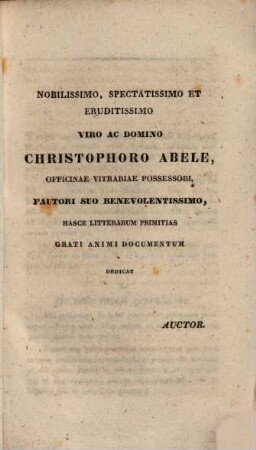 NOBILISSIMO, SPECTATISSIMO ET
ERUDITISSIMO
VIRO AC DOMINO
CHRISTOPHORO ABELE,
OFFICINAE VITRARIAE POSSESSORI,
FAUTORI SUO BENEVOLENTISSIMO,
HASCE LITTERARUM PRIMITIAS
GRATI ANIMI DOCUMENTUM
DEDICAT
AUCTOR.